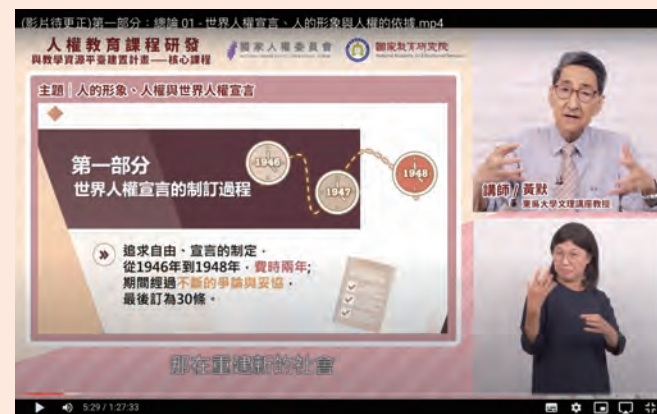 (影片待更正)第一部分：總論 01 - 世界人權宣言、人的形象與人權的依據.mp4
人權教育課程研發
與教學資源平臺建置計畫——核心課程
國家人權委員會
國家教育研究院
主題｜人的形象、人權與世界人權宣言
第一部分
世界人權宣言的制訂過程
1946
1947
1948
追求自由、宣言的制定，
從1946年到1948年，費時兩年;
期間經過不斷的爭論與妥協，
最後訂為30條。
講師/黃默
東吳大學文理講座教授
那在重建新的社會
5:29 / 1:27:33